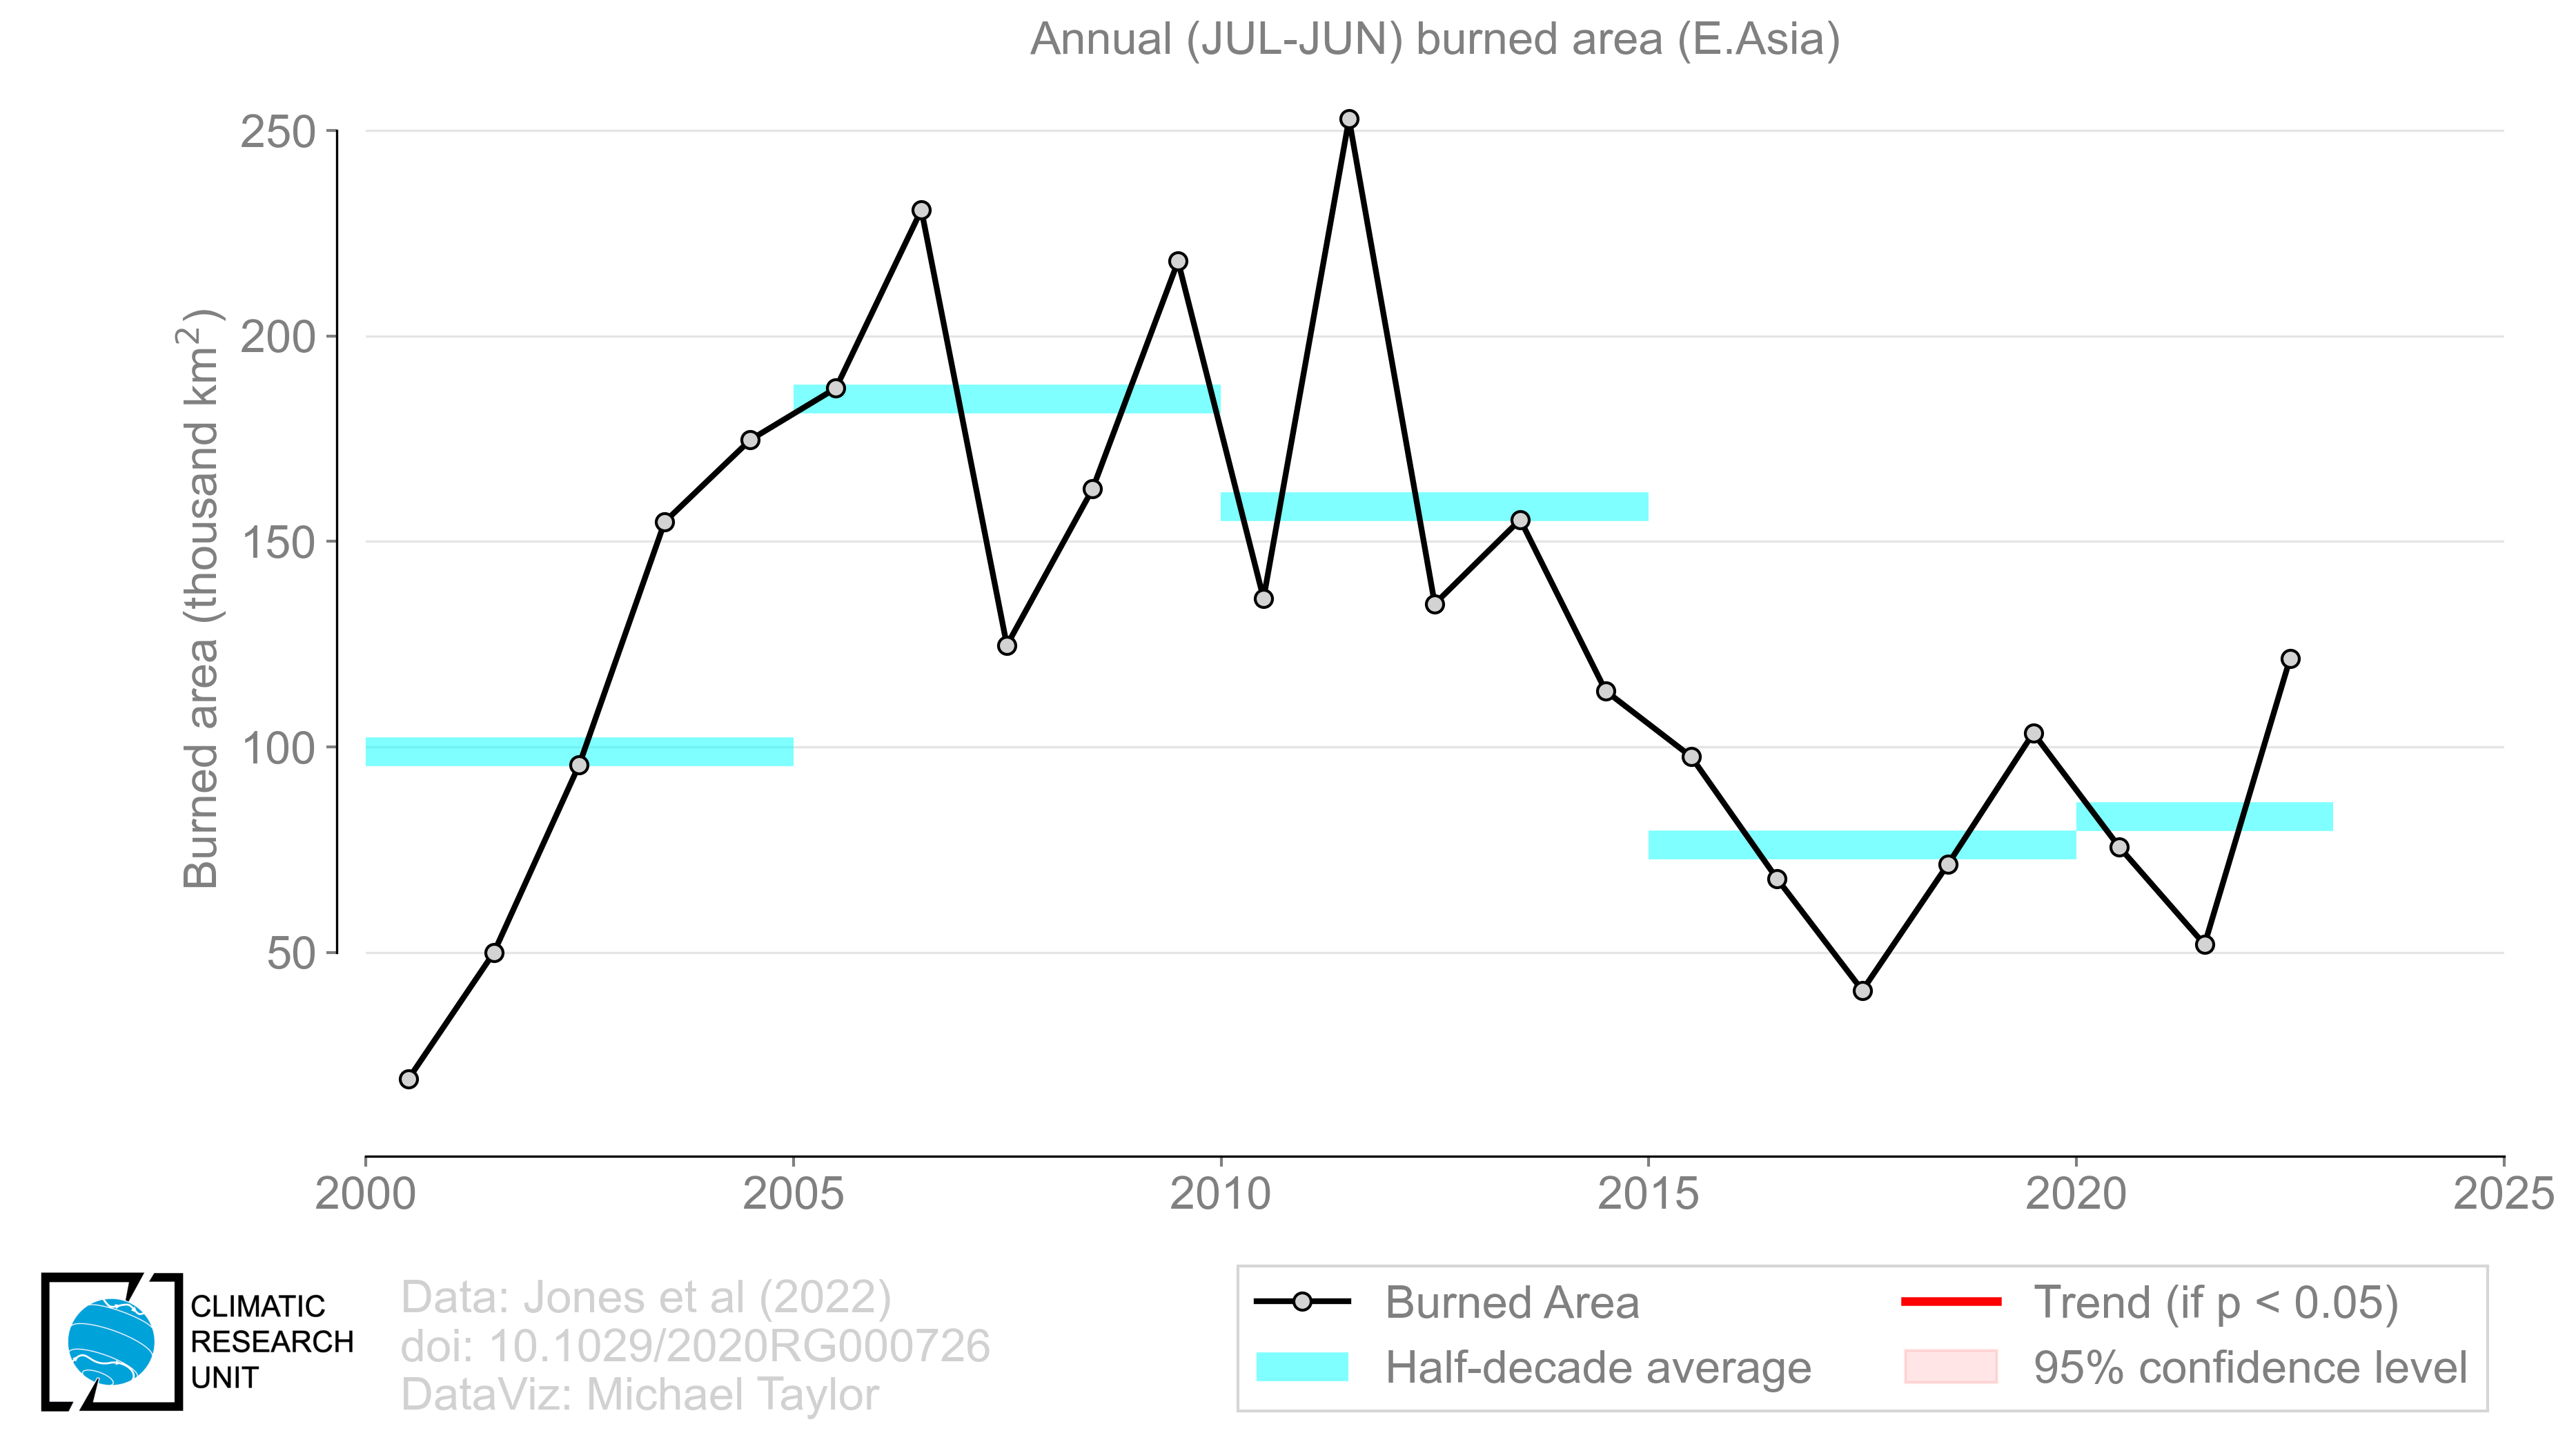 Annual (JUL-JUN) burned area (E.Asia)
Burned area (thousand km²)
250
200
150
100
50
2000 2005 2010 2015 2020 2025
CLIMATIC
RESEARCH
UNIT
Data: Jones et al (2022)
doi: 10.1029/2020RG000726
DataViz: Michael Taylor
Burned Area
Half-decade average
Trend (if p < 0.05)
95% confidence level